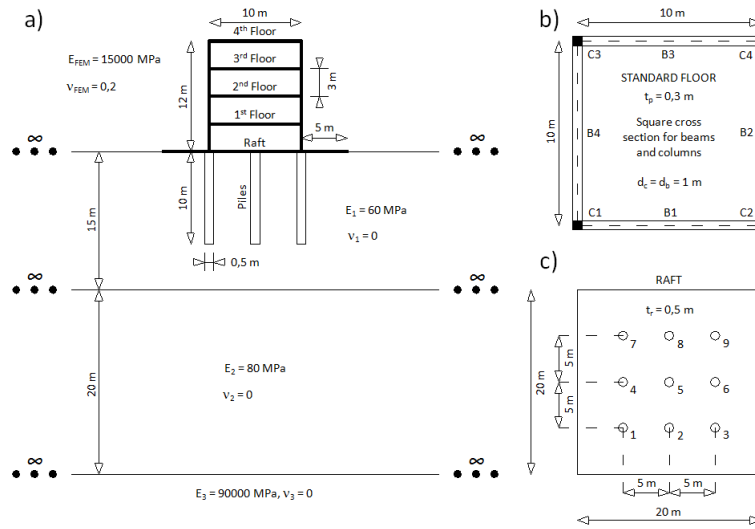 a)
10 m
4th Floor
3rd Floor
2nd Floor
1st Floor
Raft
E_FEM = 15000 MPa
ν_FEM = 0,2
12 m
3 m
5 m
∞
∞
15 m
10 m
Piles
E₁ = 60 MPa
ν₁ = 0
0,5 m
∞
∞
20 m
E₂ = 80 MPa
ν₂ = 0
∞
∞
E₃ = 90000 MPa, ν₃ = 0
b)
10 m
C3
B3
C4
STANDARD FLOOR
tₚ = 0,3 m
10 m
B4
Square cross
section for beams
and columns
B2
d_c = d_b = 1 m
C1
B1
C2
c)
RAFT
tᵣ = 0,5 m
20 m
5 m
5 m
7
8
9
4
5
6
1
2
3
5 m
5 m
20 m